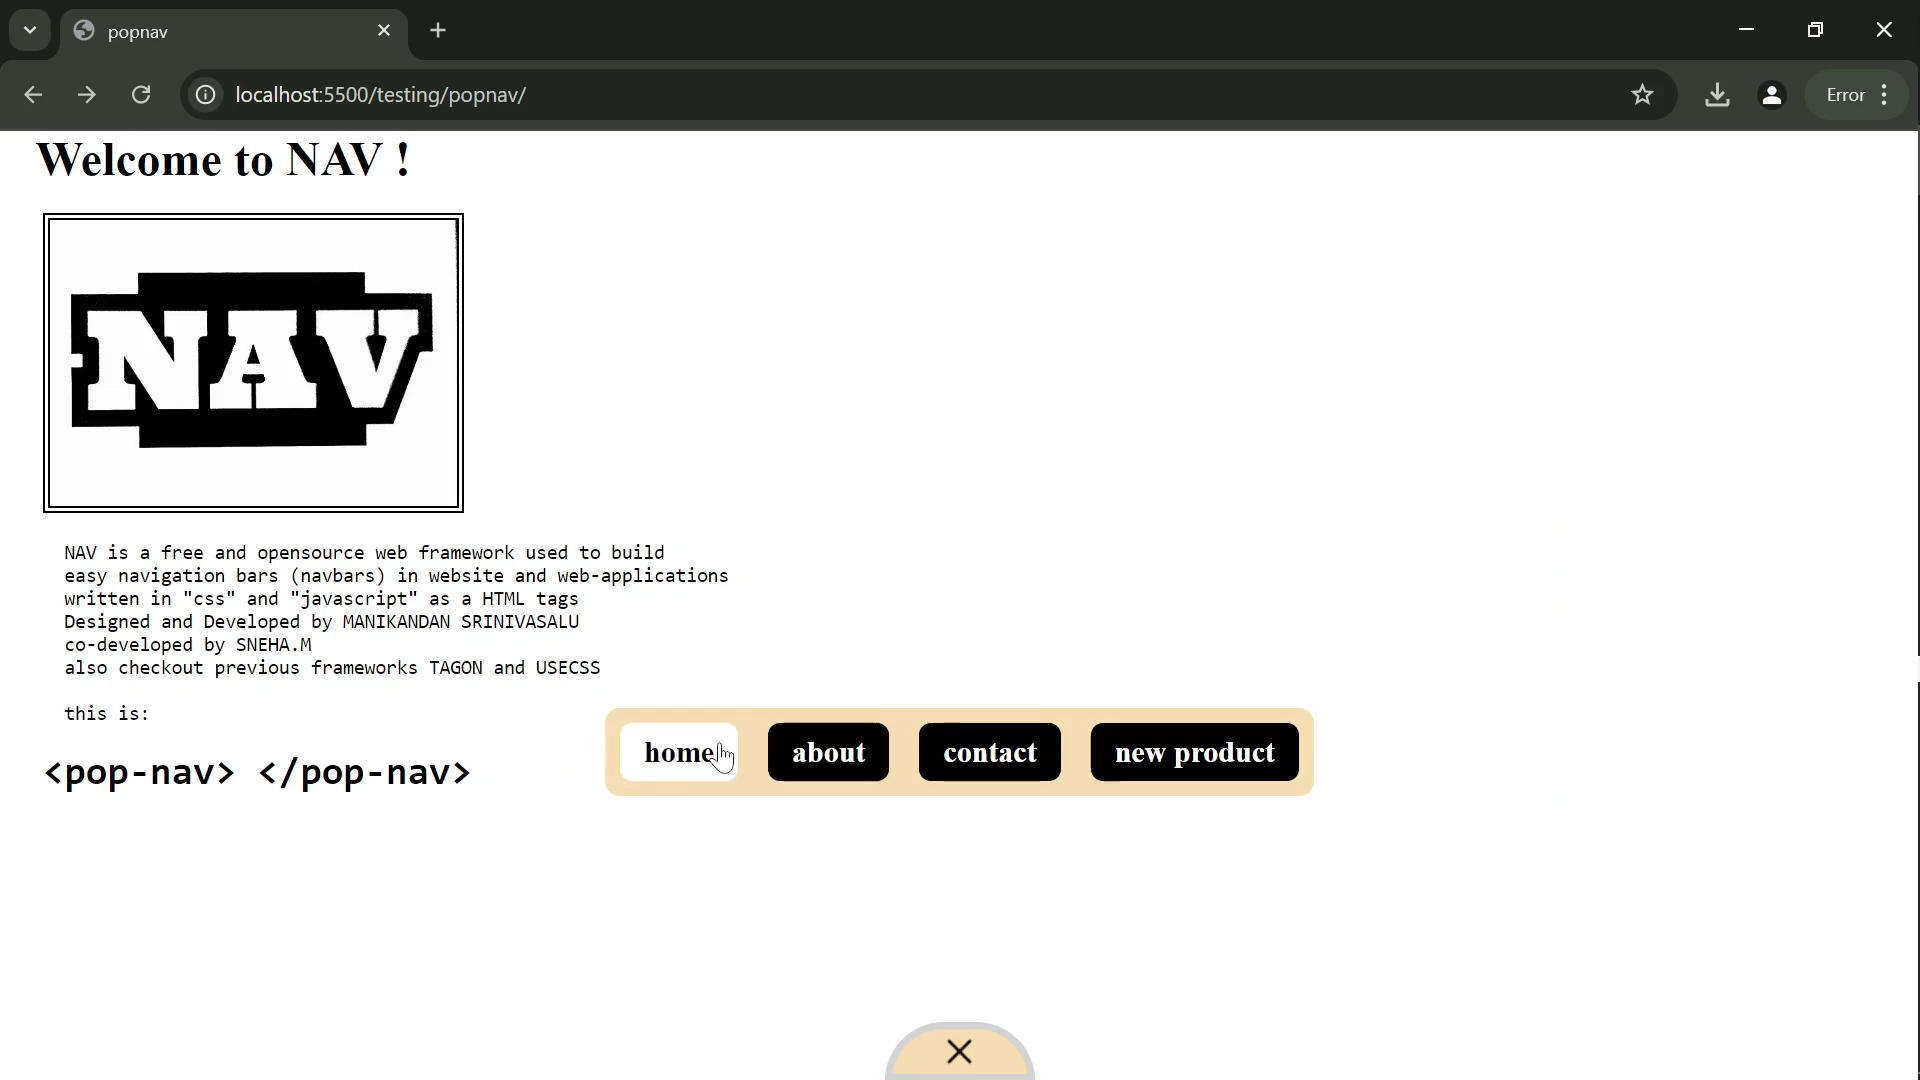 popnav
localhost:5500/testing/popnav/
Error
Welcome to NAV !
NAV
NAV is a free and opensource web framework used to build
easy navigation bars (navbars) in website and web-applications
written in "css" and "javascript" as a HTML tags
Designed and Developed by MANIKANDAN SRINIVASALU
co-developed by SNEHA.M
also checkout previous frameworks TAGON and USECSS
this is:
<pop-nav> </pop-nav>
home about contact new product